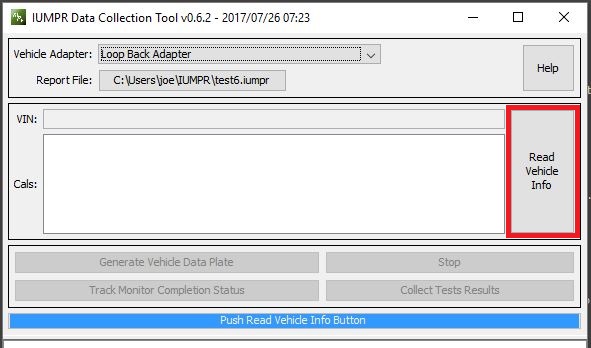 IUMPR Data Collection Tool v0.6.2 - 2017/07/26 07:23
Vehicle Adapter: Loop Back Adapter
Help
Report File: C:\Users\joe\IUMPR\test6.iumpr
VIN:
Read
Vehicle
Info
Cals:
Generate Vehicle Data Plate Stop
Track Monitor Completion Status Collect Tests Results
Push Read Vehicle Info Button